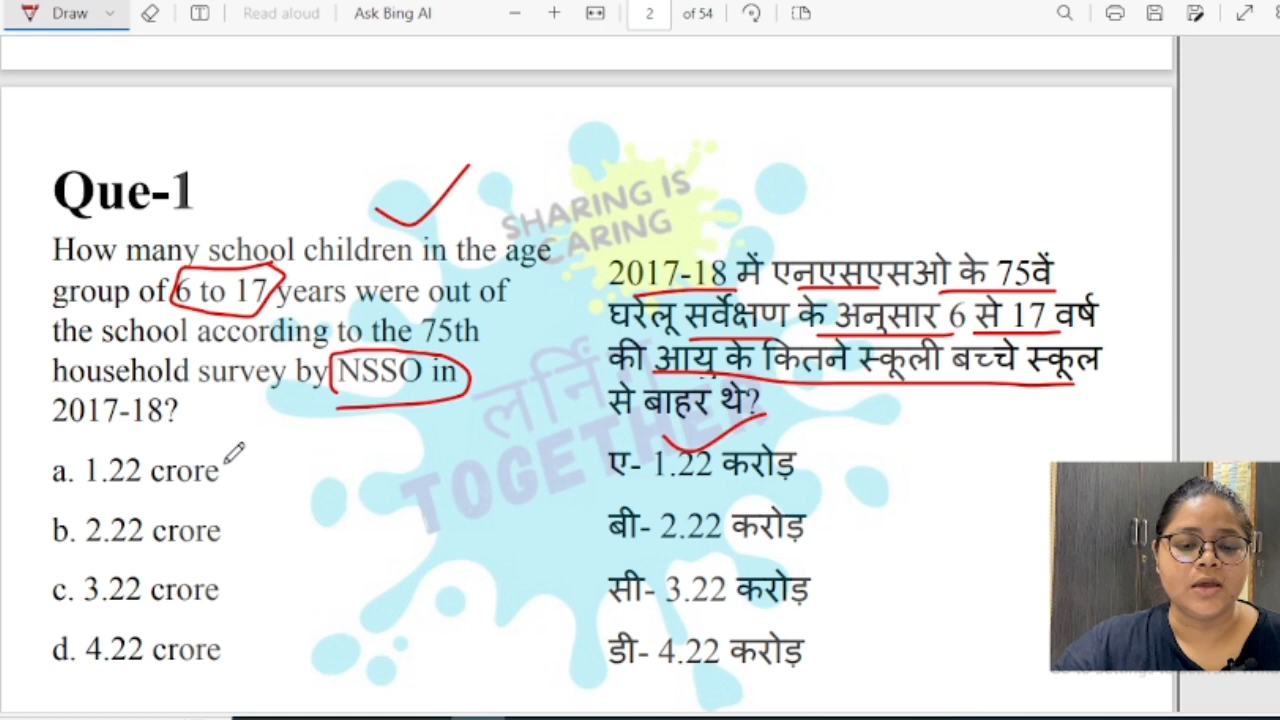 Draw
Read aloud
Ask Bing AI
2 of 54
Que-1
How many school children in the age
group of 6 to 17 years were out of
the school according to the 75th
household survey by NSSO in
2017-18?
a. 1.22 crore
b. 2.22 crore
c. 3.22 crore
d. 4.22 crore
2017-18 में एनएसएसओ के 75वें
घरेलू सर्वेक्षण के अनुसार 6 से 17 वर्ष
की आयु के कितने स्कूली बच्चे स्कूल
से बाहर थे?
ए- 1.22 करोड़
बी- 2.22 करोड़
सी- 3.22 करोड़
डी- 4.22 करोड़
SHARING IS
CARING
TOGETHER